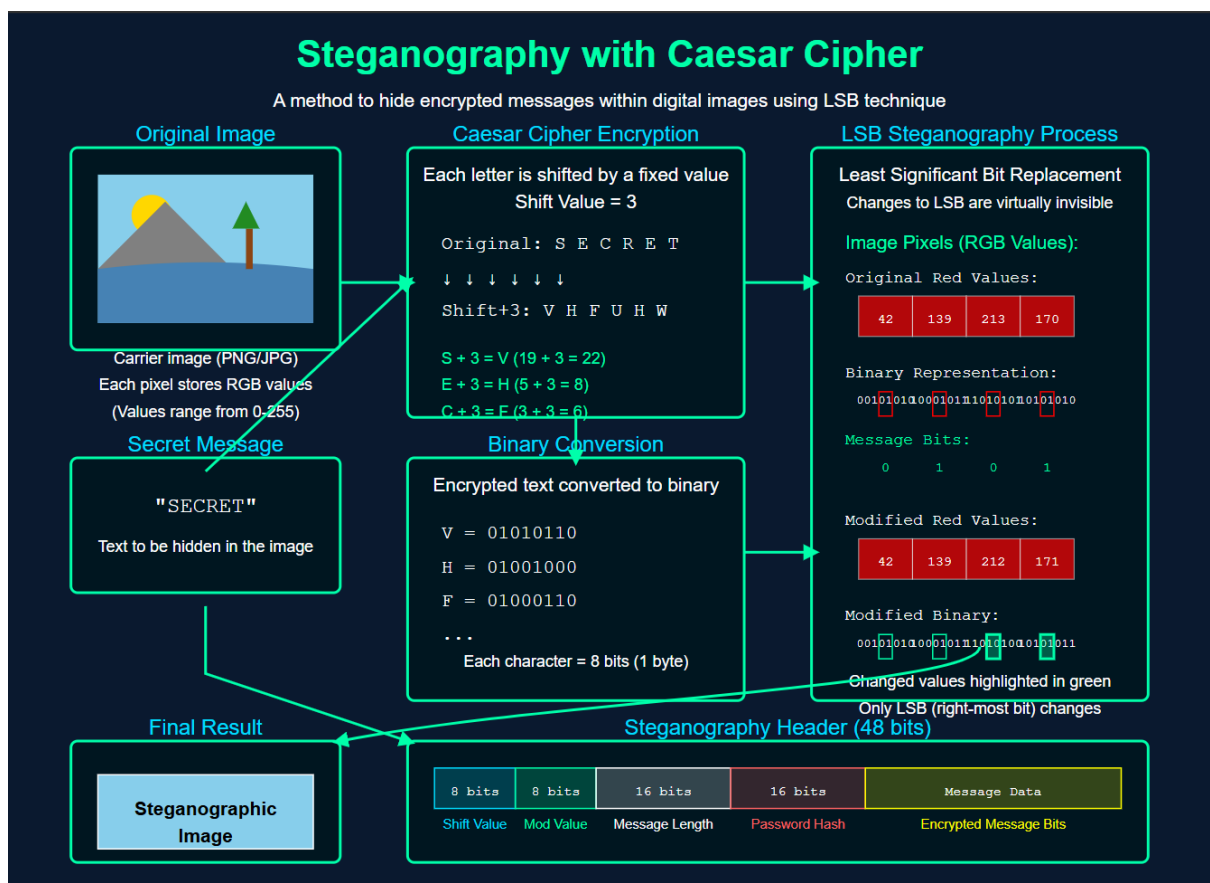 Steganography with Caesar Cipher
A method to hide encrypted messages within digital images using LSB technique
Original Image
Carrier image (PNG/JPG)
Each pixel stores RGB values
(Values range from 0-255)
Secret Message
"SECRET"
Text to be hidden in the image
Caesar Cipher Encryption
Each letter is shifted by a fixed value
Shift Value = 3
Original: S E C R E T
↓ ↓ ↓ ↓ ↓ ↓
Shift+3: V H F U H W
S + 3 = V (19 + 3 = 22)
E + 3 = H (5 + 3 = 8)
C + 3 = F (3 + 3 = 6)
Binary Conversion
Encrypted text converted to binary
V = 01010110
H = 01001000
F = 01000110
...
Each character = 8 bits (1 byte)
LSB Steganography Process
Least Significant Bit Replacement
Changes to LSB are virtually invisible
Image Pixels (RGB Values):
Original Red Values:
42 139 213 170
Binary Representation:
00101010 10001011 11010101 10101010
Message Bits:
0 1 0 1
Modified Red Values:
42 139 212 171
Modified Binary:
00101010 10001011 11010100 10101011
Changed values highlighted in green
Only LSB (right-most bit) changes
Final Result
Steganographic
Image
Steganography Header (48 bits)
8 bits 8 bits 16 bits 16 bits Message Data
Shift Value Mod Value Message Length Password Hash Encrypted Message Bits